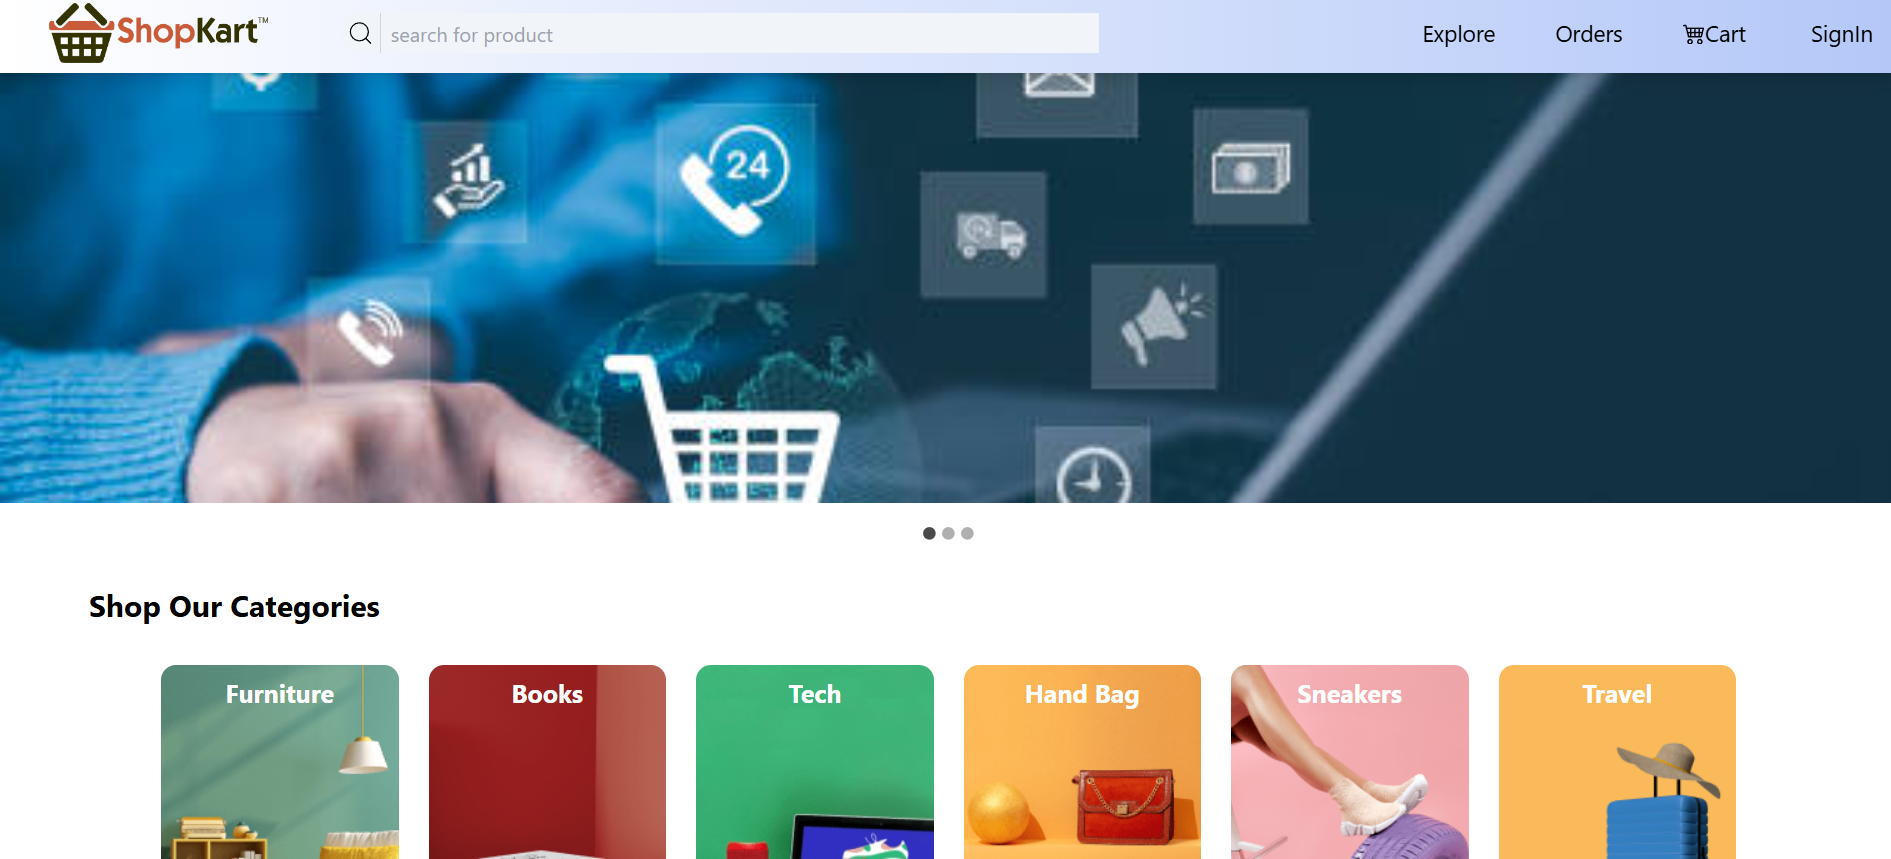 ShopKart™
search for product
Explore
Orders
Cart
SignIn
24
Shop Our Categories
Furniture
Books
Tech
Hand Bag
Sneakers
Travel